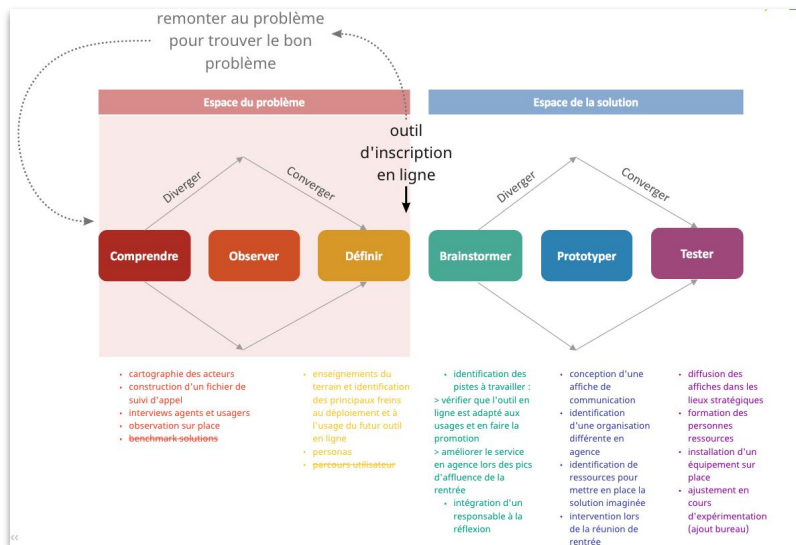 remonter au problème
pour trouver le bon
problème
Espace du problème
Espace de la solution
outil
d'inscription
en ligne
Diverger
Converger
Diverger
Converger
Comprendre
Observer
Définir
Brainstormer
Prototyper
Tester
• cartographie des acteurs
• construction d'un fichier de
suivi d'appel
• interviews agents et usagers
• observation sur place
• benchmark solutions
• enseignements du
terrain et identification
des principaux freins
au déploiement et à
l'usage du futur outil
en ligne
• personas
• parcours utilisateur
• identification des
pistes à travailler :
> vérifier que l'outil en
ligne est adapté aux
usages et en faire la
promotion
> améliorer le service
en agence lors des pics
d'affluence de la
rentrée
• intégration d'un
responsable à la
réflexion
• conception d'une
affiche de
communication
• identification
d'une organisation
différente en
agence
• identification de
ressources pour
mettre en place la
solution imaginée
• intervention lors
de la réunion de
rentrée
• diffusion des
affiches dans les
lieux stratégiques
• formation des
personnes
ressources
• installation d'un
équipement sur
place
• ajustement en
cours
d'expérimentation
(ajout bureau)